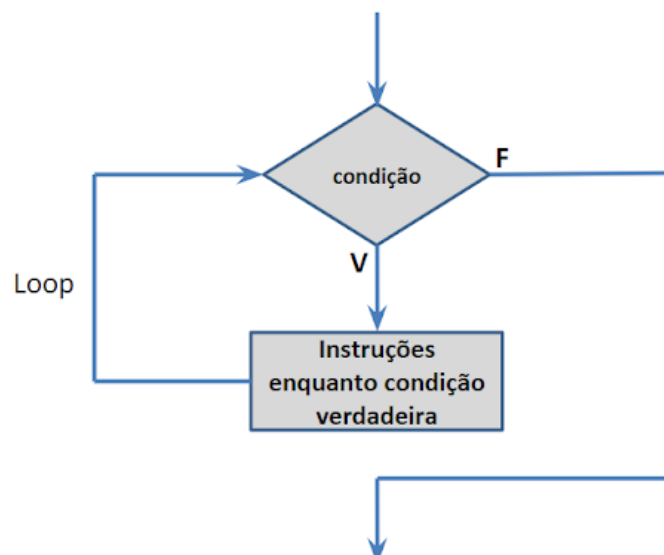 condição
F
V
Loop
Instruções
enquanto condição
verdadeira